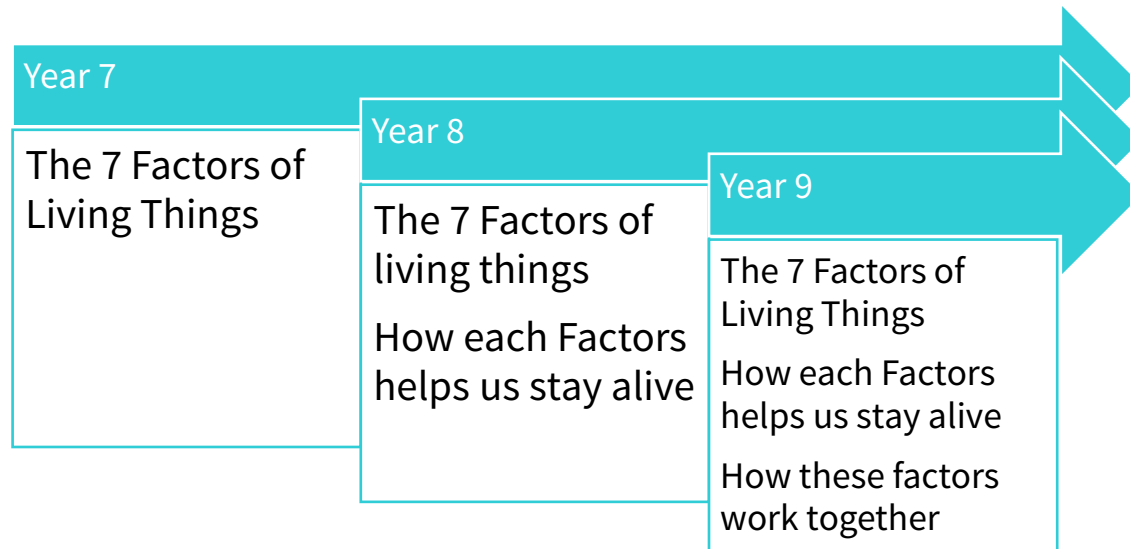 Year 7
The 7 Factors of
Living Things
Year 8
The 7 Factors of
living things
How each Factors
helps us stay alive
Year 9
The 7 Factors of
Living Things
How each Factors
helps us stay alive
How these factors
work together